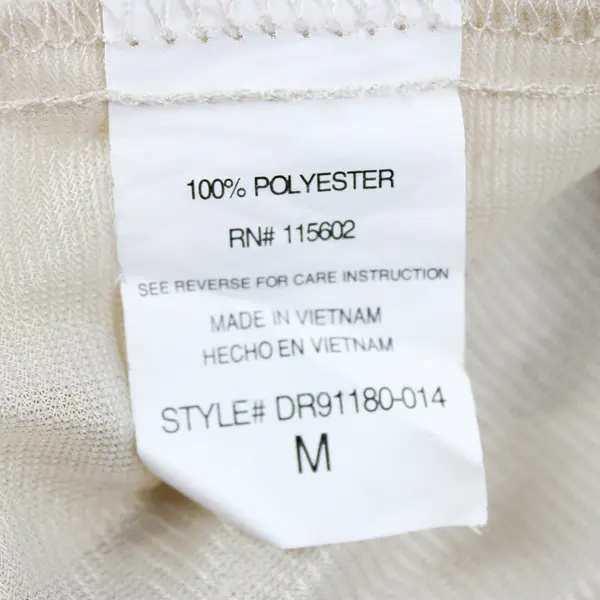 100% POLYESTER
RN# 115602
SEE REVERSE FOR CARE INSTRUCTION
MADE IN VIETNAM
HECHO EN VIETNAM
STYLE# DR91180-014
M